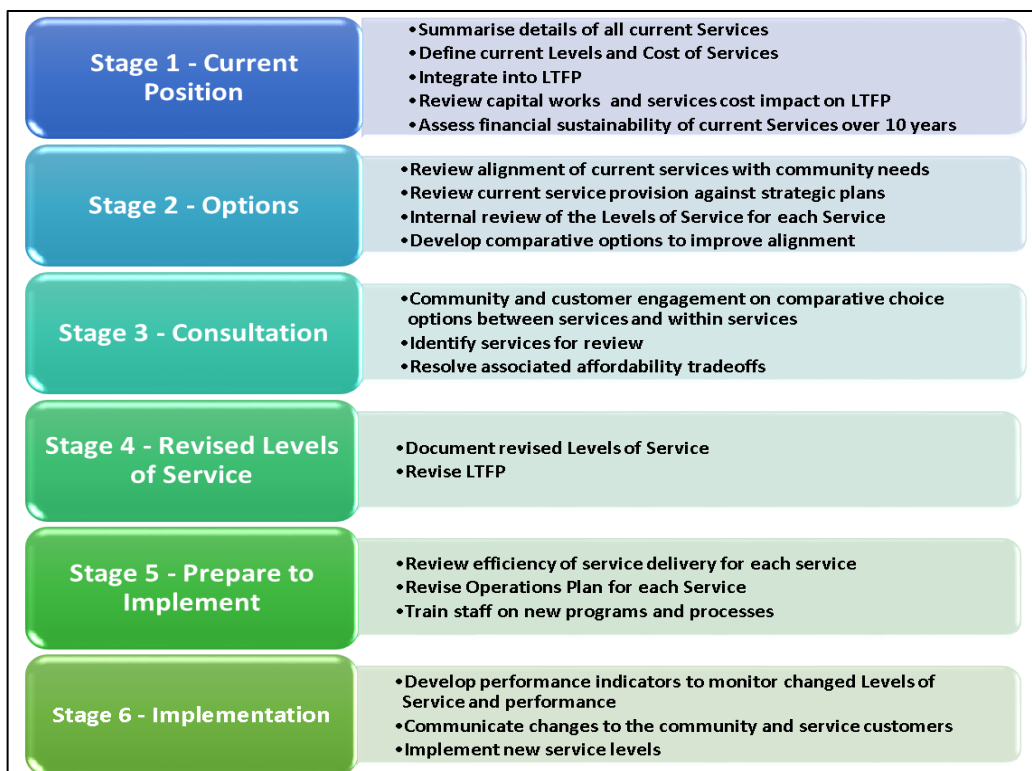 Stage 1 - Current
Position
•Summarise details of all current Services
•Define current Levels and Cost of Services
•Integrate into LTFP
•Review capital works and services cost impact on LTFP
•Assess financial sustainability of current Services over 10 years
Stage 2 - Options
•Review alignment of current services with community needs
•Review current service provision against strategic plans
•Internal review of the Levels of Service for each Service
•Develop comparative options to improve alignment
Stage 3 - Consultation
•Community and customer engagement on comparative choice
options between services and within services
•Identify services for review
•Resolve associated affordability tradeoffs
Stage 4 - Revised Levels
of Service
•Document revised Levels of Service
•Revise LTFP
Stage 5 - Prepare to
Implement
•Review efficiency of service delivery for each service
•Revise Operations Plan for each Service
•Train staff on new programs and processes
Stage 6 - Implementation
•Develop performance indicators to monitor changed Levels of
Service and performance
•Communicate changes to the community and service customers
•Implement new service levels